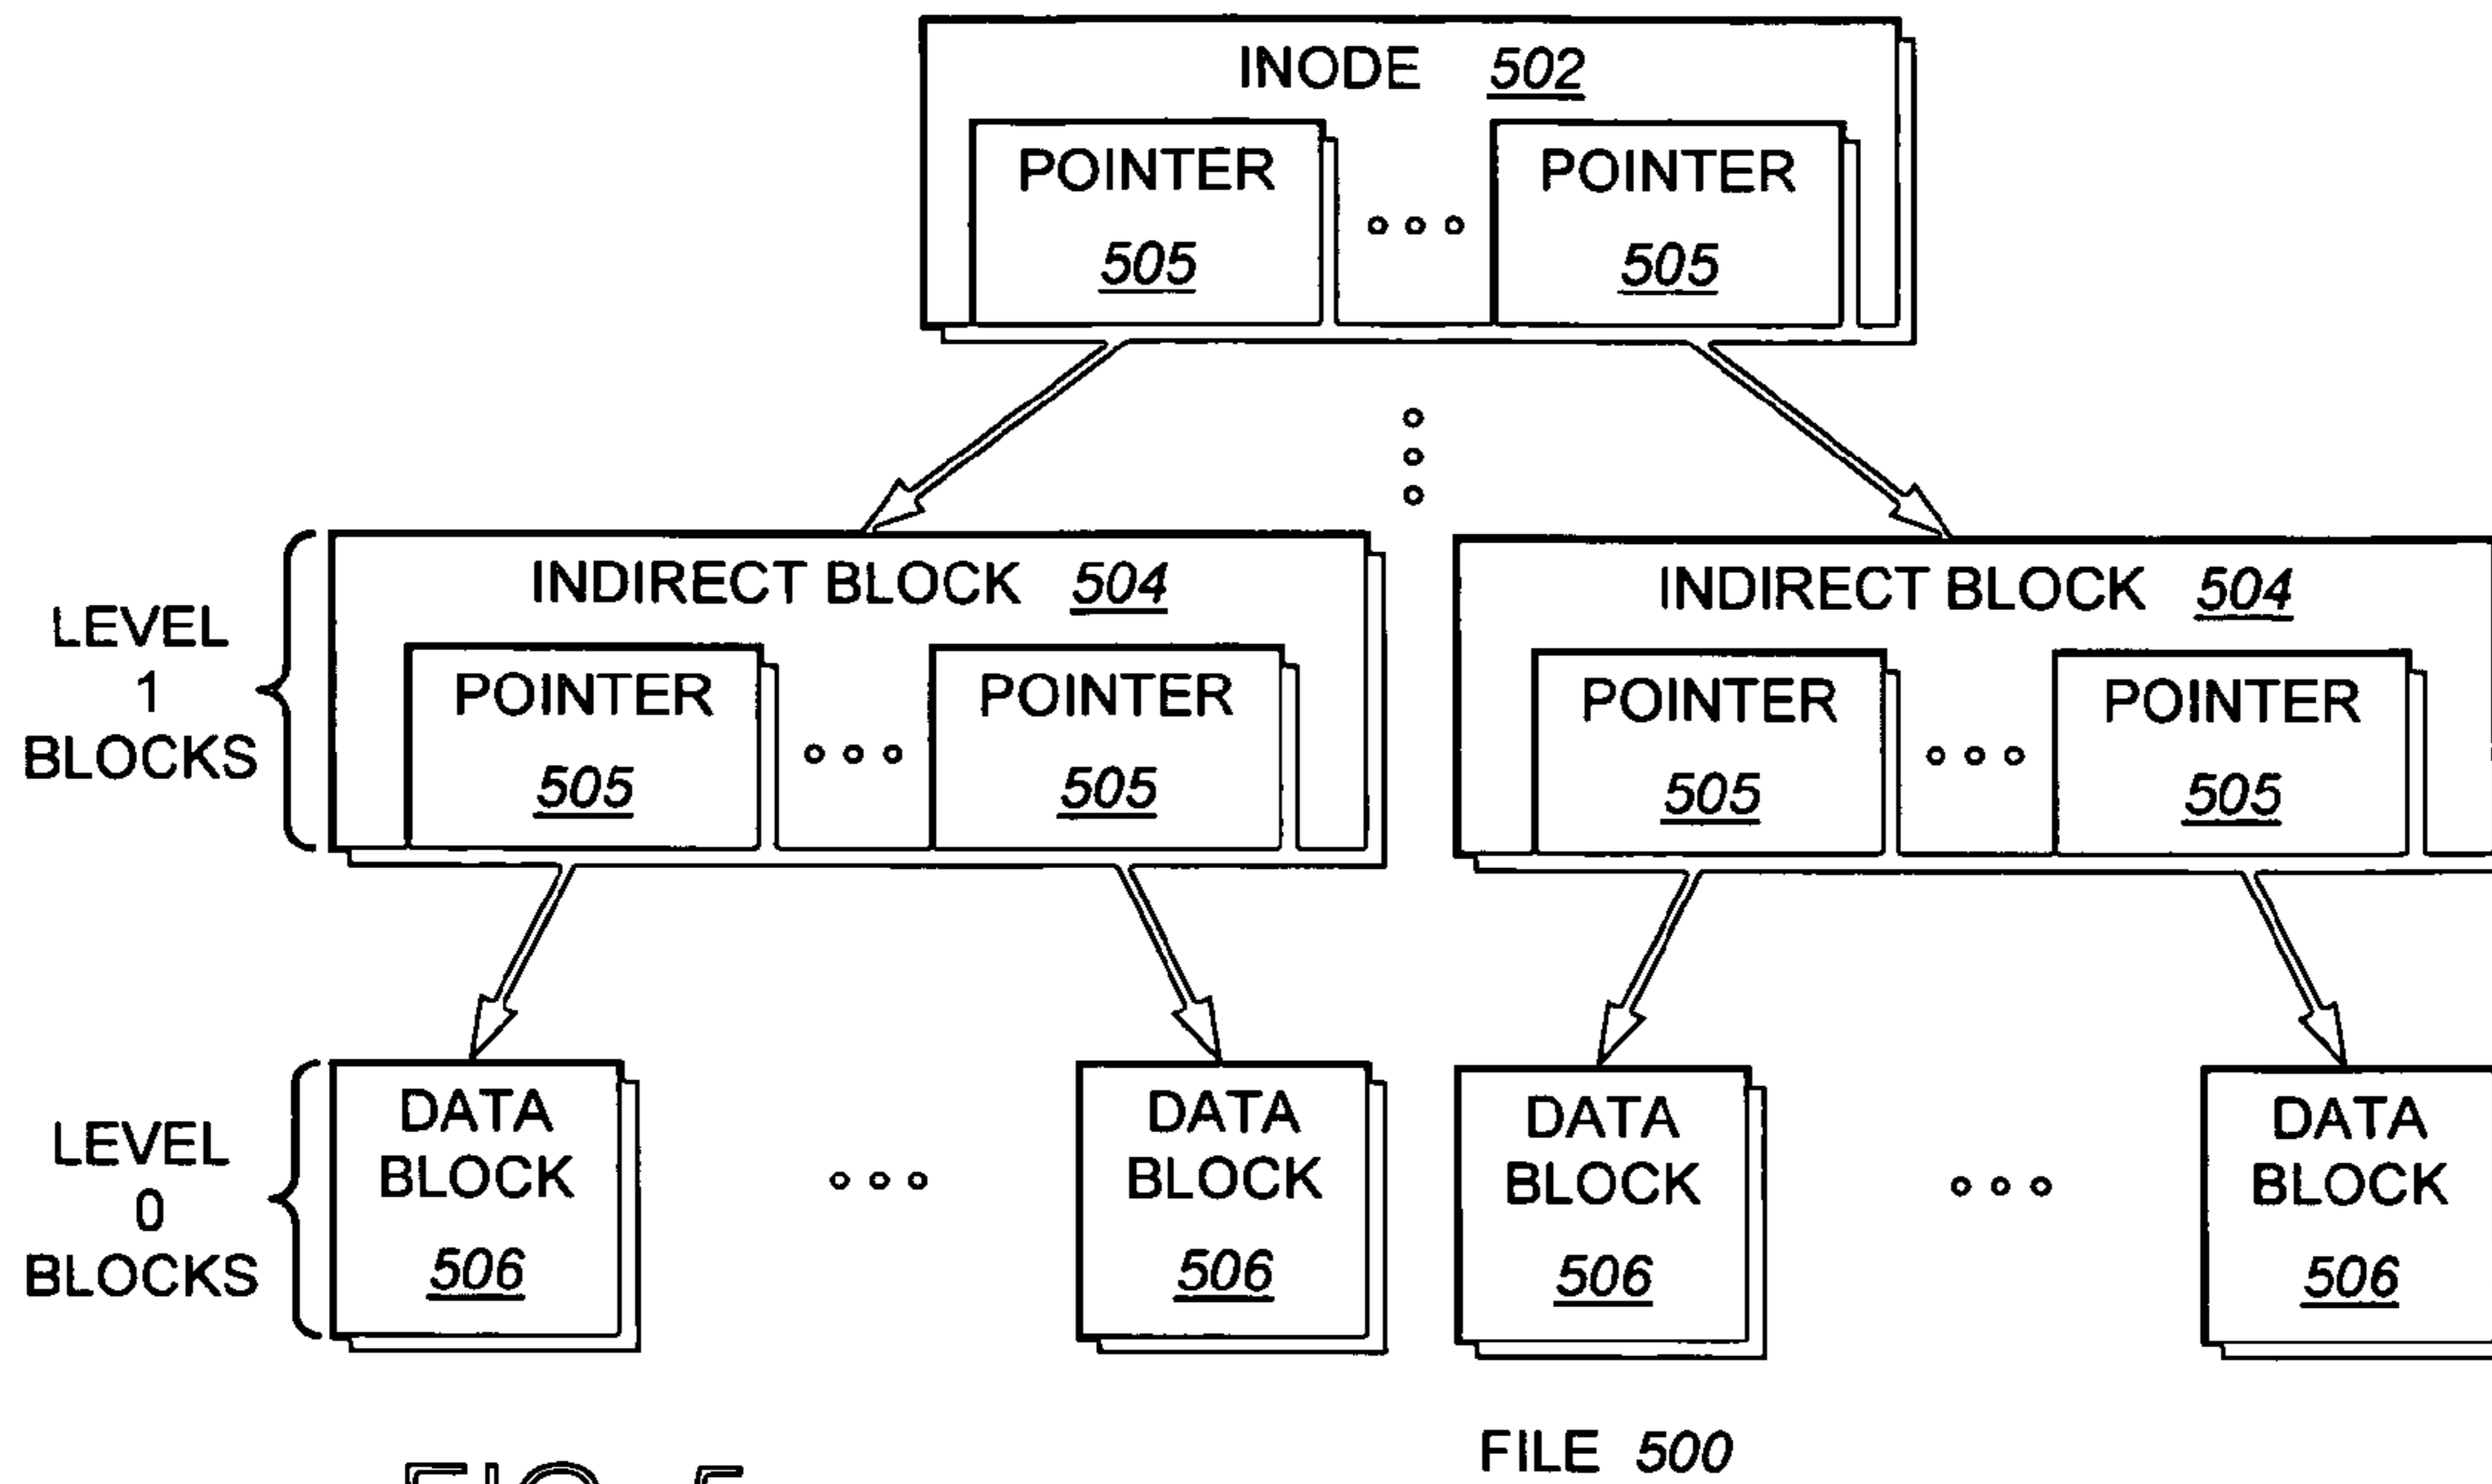 INODE 502
POINTER POINTER
505 505
INDIRECT BLOCK 504 INDIRECT BLOCK 504
LEVEL
1
BLOCKS
POINTER POINTER POINTER POINTER
505 505 505 505
LEVEL
0
BLOCKS
DATA
BLOCK
506
DATA
BLOCK
506
DATA
BLOCK
506
DATA
BLOCK
506
FILE 500